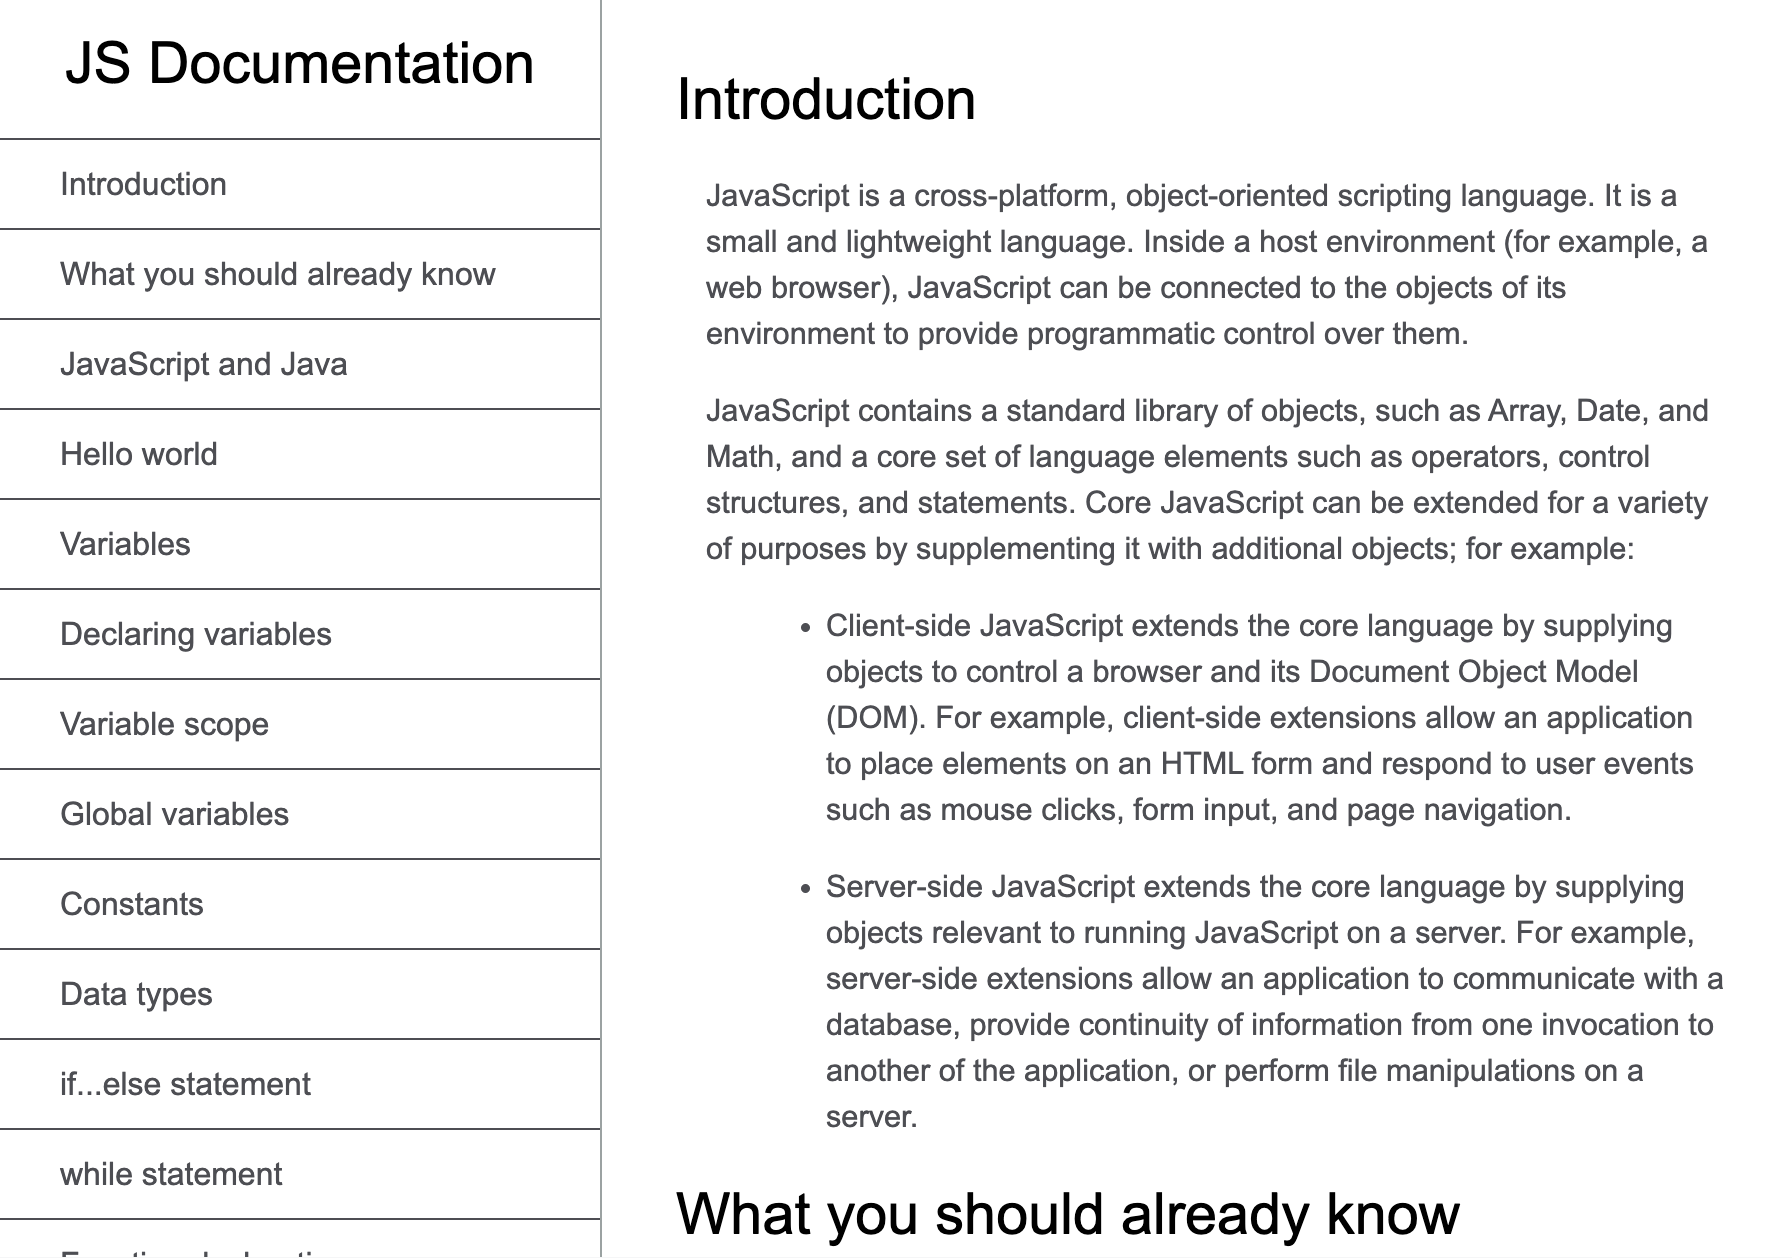 JS Documentation
Introduction
What you should already know
JavaScript and Java
Hello world
Variables
Declaring variables
Variable scope
Global variables
Constants
Data types
if...else statement
while statement
Introduction
JavaScript is a cross-platform, object-oriented scripting language. It is a
small and lightweight language. Inside a host environment (for example, a
web browser), JavaScript can be connected to the objects of its
environment to provide programmatic control over them.
JavaScript contains a standard library of objects, such as Array, Date, and
Math, and a core set of language elements such as operators, control
structures, and statements. Core JavaScript can be extended for a variety
of purposes by supplementing it with additional objects; for example:
• Client-side JavaScript extends the core language by supplying
objects to control a browser and its Document Object Model
(DOM). For example, client-side extensions allow an application
to place elements on an HTML form and respond to user events
such as mouse clicks, form input, and page navigation.
• Server-side JavaScript extends the core language by supplying
objects relevant to running JavaScript on a server. For example,
server-side extensions allow an application to communicate with a
database, provide continuity of information from one invocation to
another of the application, or perform file manipulations on a
server.
What you should already know